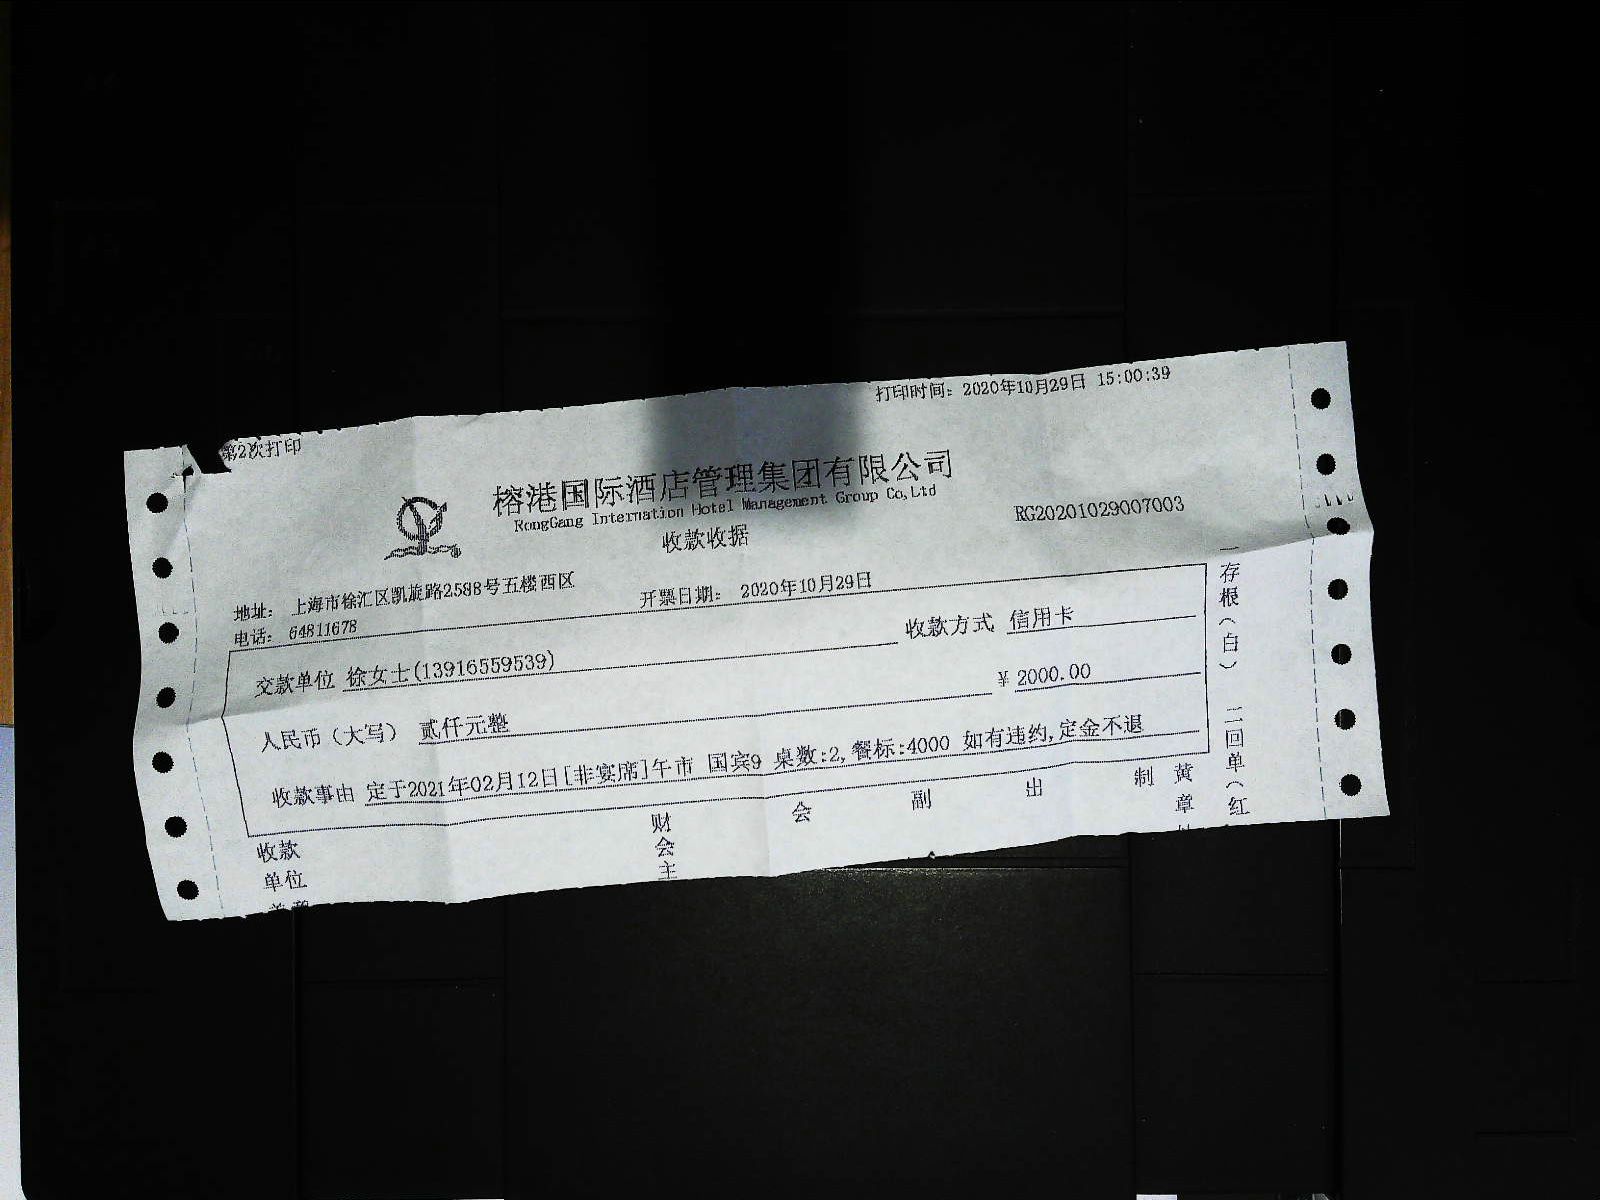 打印时间：2020年10月29日 15:00:39
第2次打印
榕港国际酒店管理集团有限公司
RongGang Internation Hotel Management Group Co,Ltd
收款收据
RG20201029007003
地址： 上海市徐汇区凯旋路2588号五楼西区
开票日期： 2020年10月29日
电话： 64811678
交款单位 徐女士(13916559539)
收款方式 信用卡
人民币（大写） 贰仟元整
¥ 2000.00
收款事由 定于2021年02月12日[非宴席]午市 国宾9 桌数:2,餐标:4000 如有违约,定金不退
一存根（白） 二回单（红
收款
单位
财
会
主
会
副
出
制
黄
章